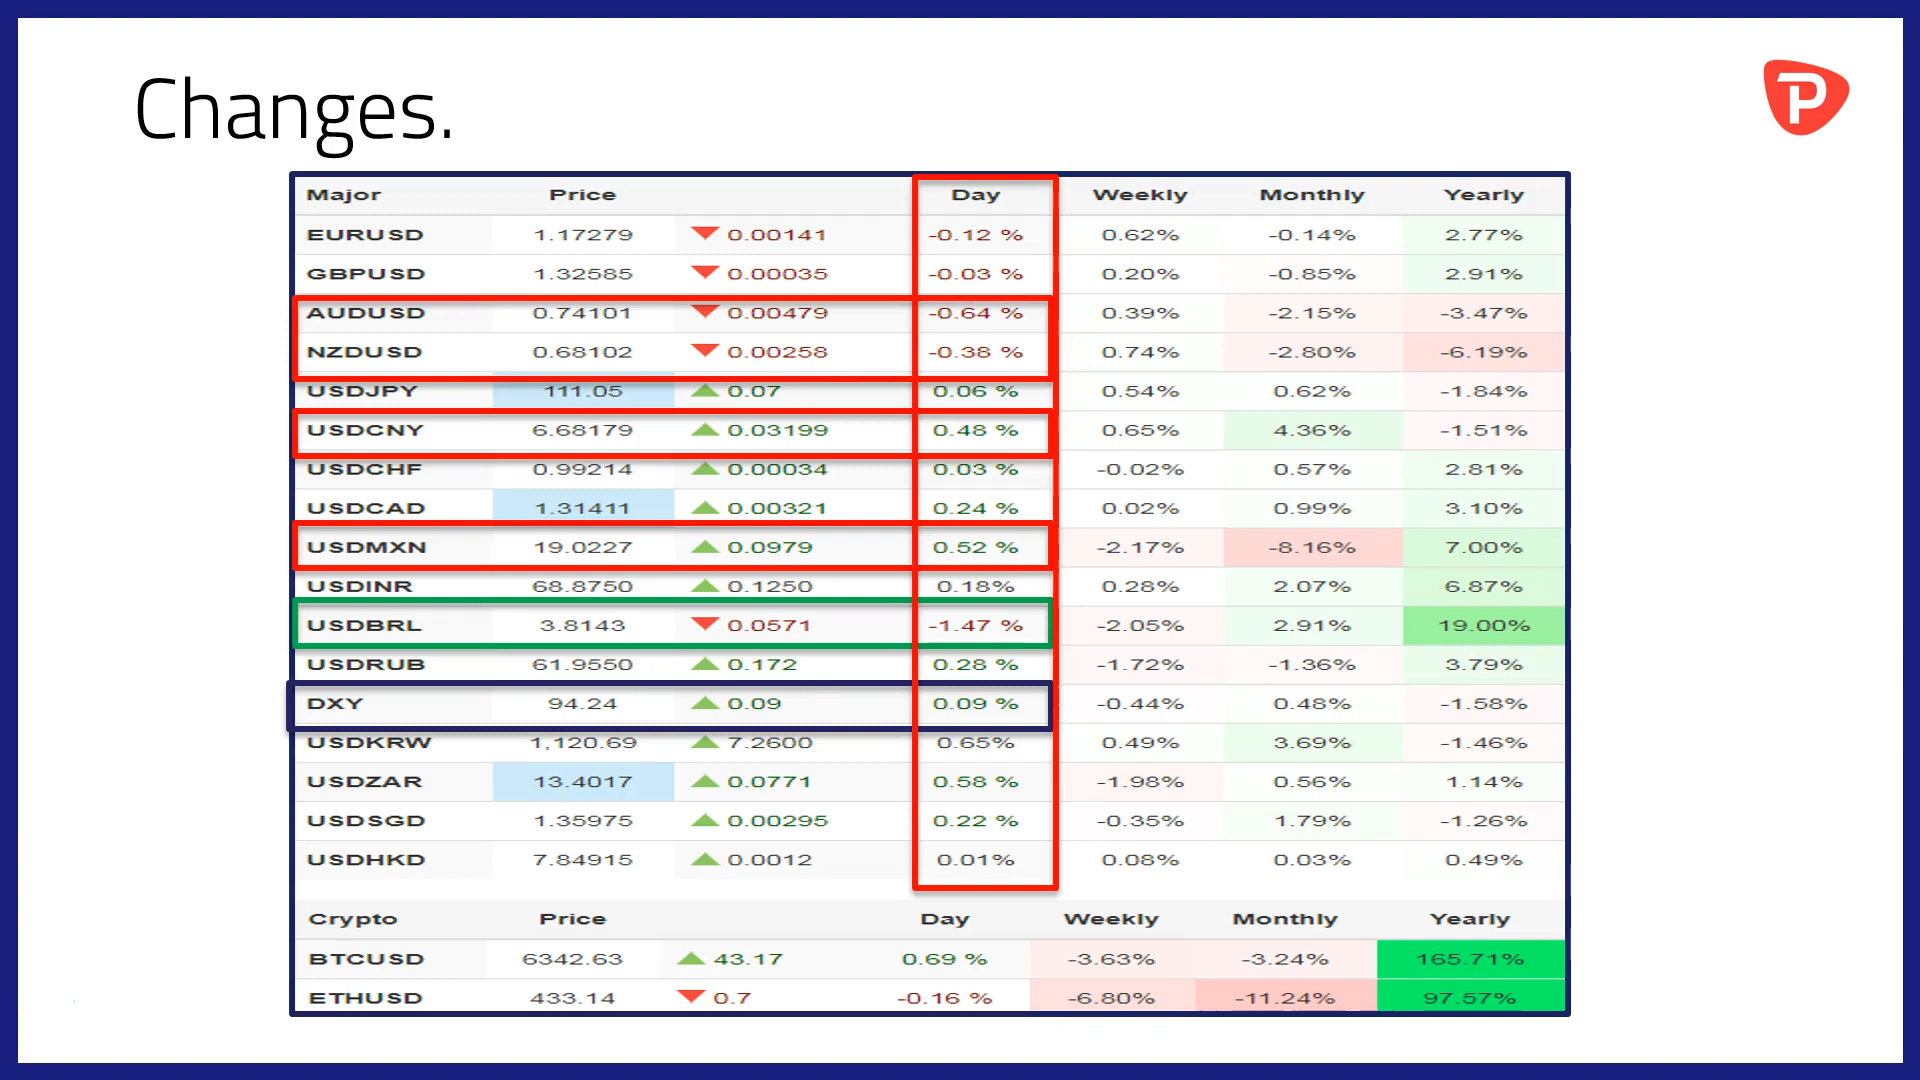 Changes.
P
Major Price Day Weekly Monthly Yearly
EURUSD 1.17279 0.00141 -0.12 % 0.62% -0.14% 2.77%
GBPUSD 1.32585 0.00035 -0.03 % 0.20% -0.85% 2.91%
AUDUSD 0.74101 0.00479 -0.64 % 0.39% -2.15% -3.47%
NZDUSD 0.68102 0.00258 -0.38 % 0.74% -2.80% -6.19%
USDJPY 111.05 0.07 0.06 % 0.54% 0.62% -1.84%
USDCNY 6.68179 0.03199 0.48 % 0.65% 4.36% -1.51%
USDCHF 0.99214 0.00034 0.03 % -0.02% 0.57% 2.81%
USDCAD 1.31411 0.00321 0.24 % 0.02% 0.99% 3.10%
USDMXN 19.0227 0.0979 0.52 % -2.17% -8.16% 7.00%
USDINR 68.8750 0.1250 0.18% 0.28% 2.07% 6.87%
USDBRL 3.8143 0.0571 -1.47 % -2.05% 2.91% 19.00%
USDRUB 61.9550 0.172 0.28 % -1.72% -1.36% 3.79%
DXY 94.24 0.09 0.09 % -0.44% 0.48% -1.58%
USDKRW 1,120.69 7.2600 0.65% 0.49% 3.69% -1.46%
USDZAR 13.4017 0.0771 0.58 % -1.98% 0.56% 1.14%
USDSGD 1.35975 0.00295 0.22 % -0.35% 1.79% -1.26%
USDHKD 7.84915 0.0012 0.01% 0.08% 0.03% 0.49%
Crypto Price Day Weekly Monthly Yearly
BTCUSD 6342.63 43.17 0.69 % -3.63% -3.24% 165.71%
ETHUSD 433.14 0.7 -0.16 % -6.80% -11.24% 97.57%